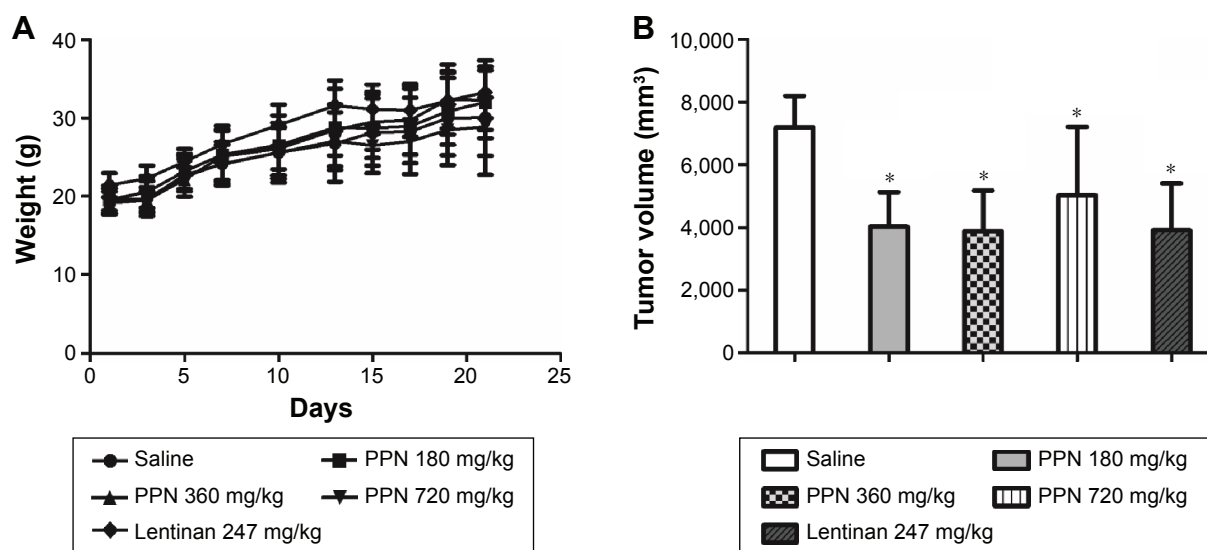 A
40
30
20
10
0
Weight (g)
0 5 10 15 20 25
Days
Saline PPN 180 mg/kg
PPN 360 mg/kg PPN 720 mg/kg
Lentinan 247 mg/kg
B
10,000
8,000
6,000
4,000
2,000
0
Tumor volume (mm³)
* * * *
Saline PPN 180 mg/kg
PPN 360 mg/kg PPN 720 mg/kg
Lentinan 247 mg/kg